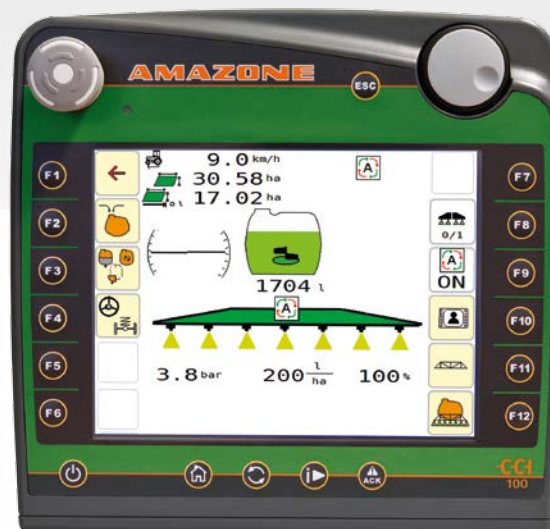 AMAZONE
ESC
F1
F2
F3
F4
F5
F6
9.0 km/h
30.58 ha
17.02 ha
1704 l
A
A
3.8 bar
200 l/ha
100 %
0/1
A
ON
F7
F8
F9
F10
F11
F12
i
ACK
CCI
100